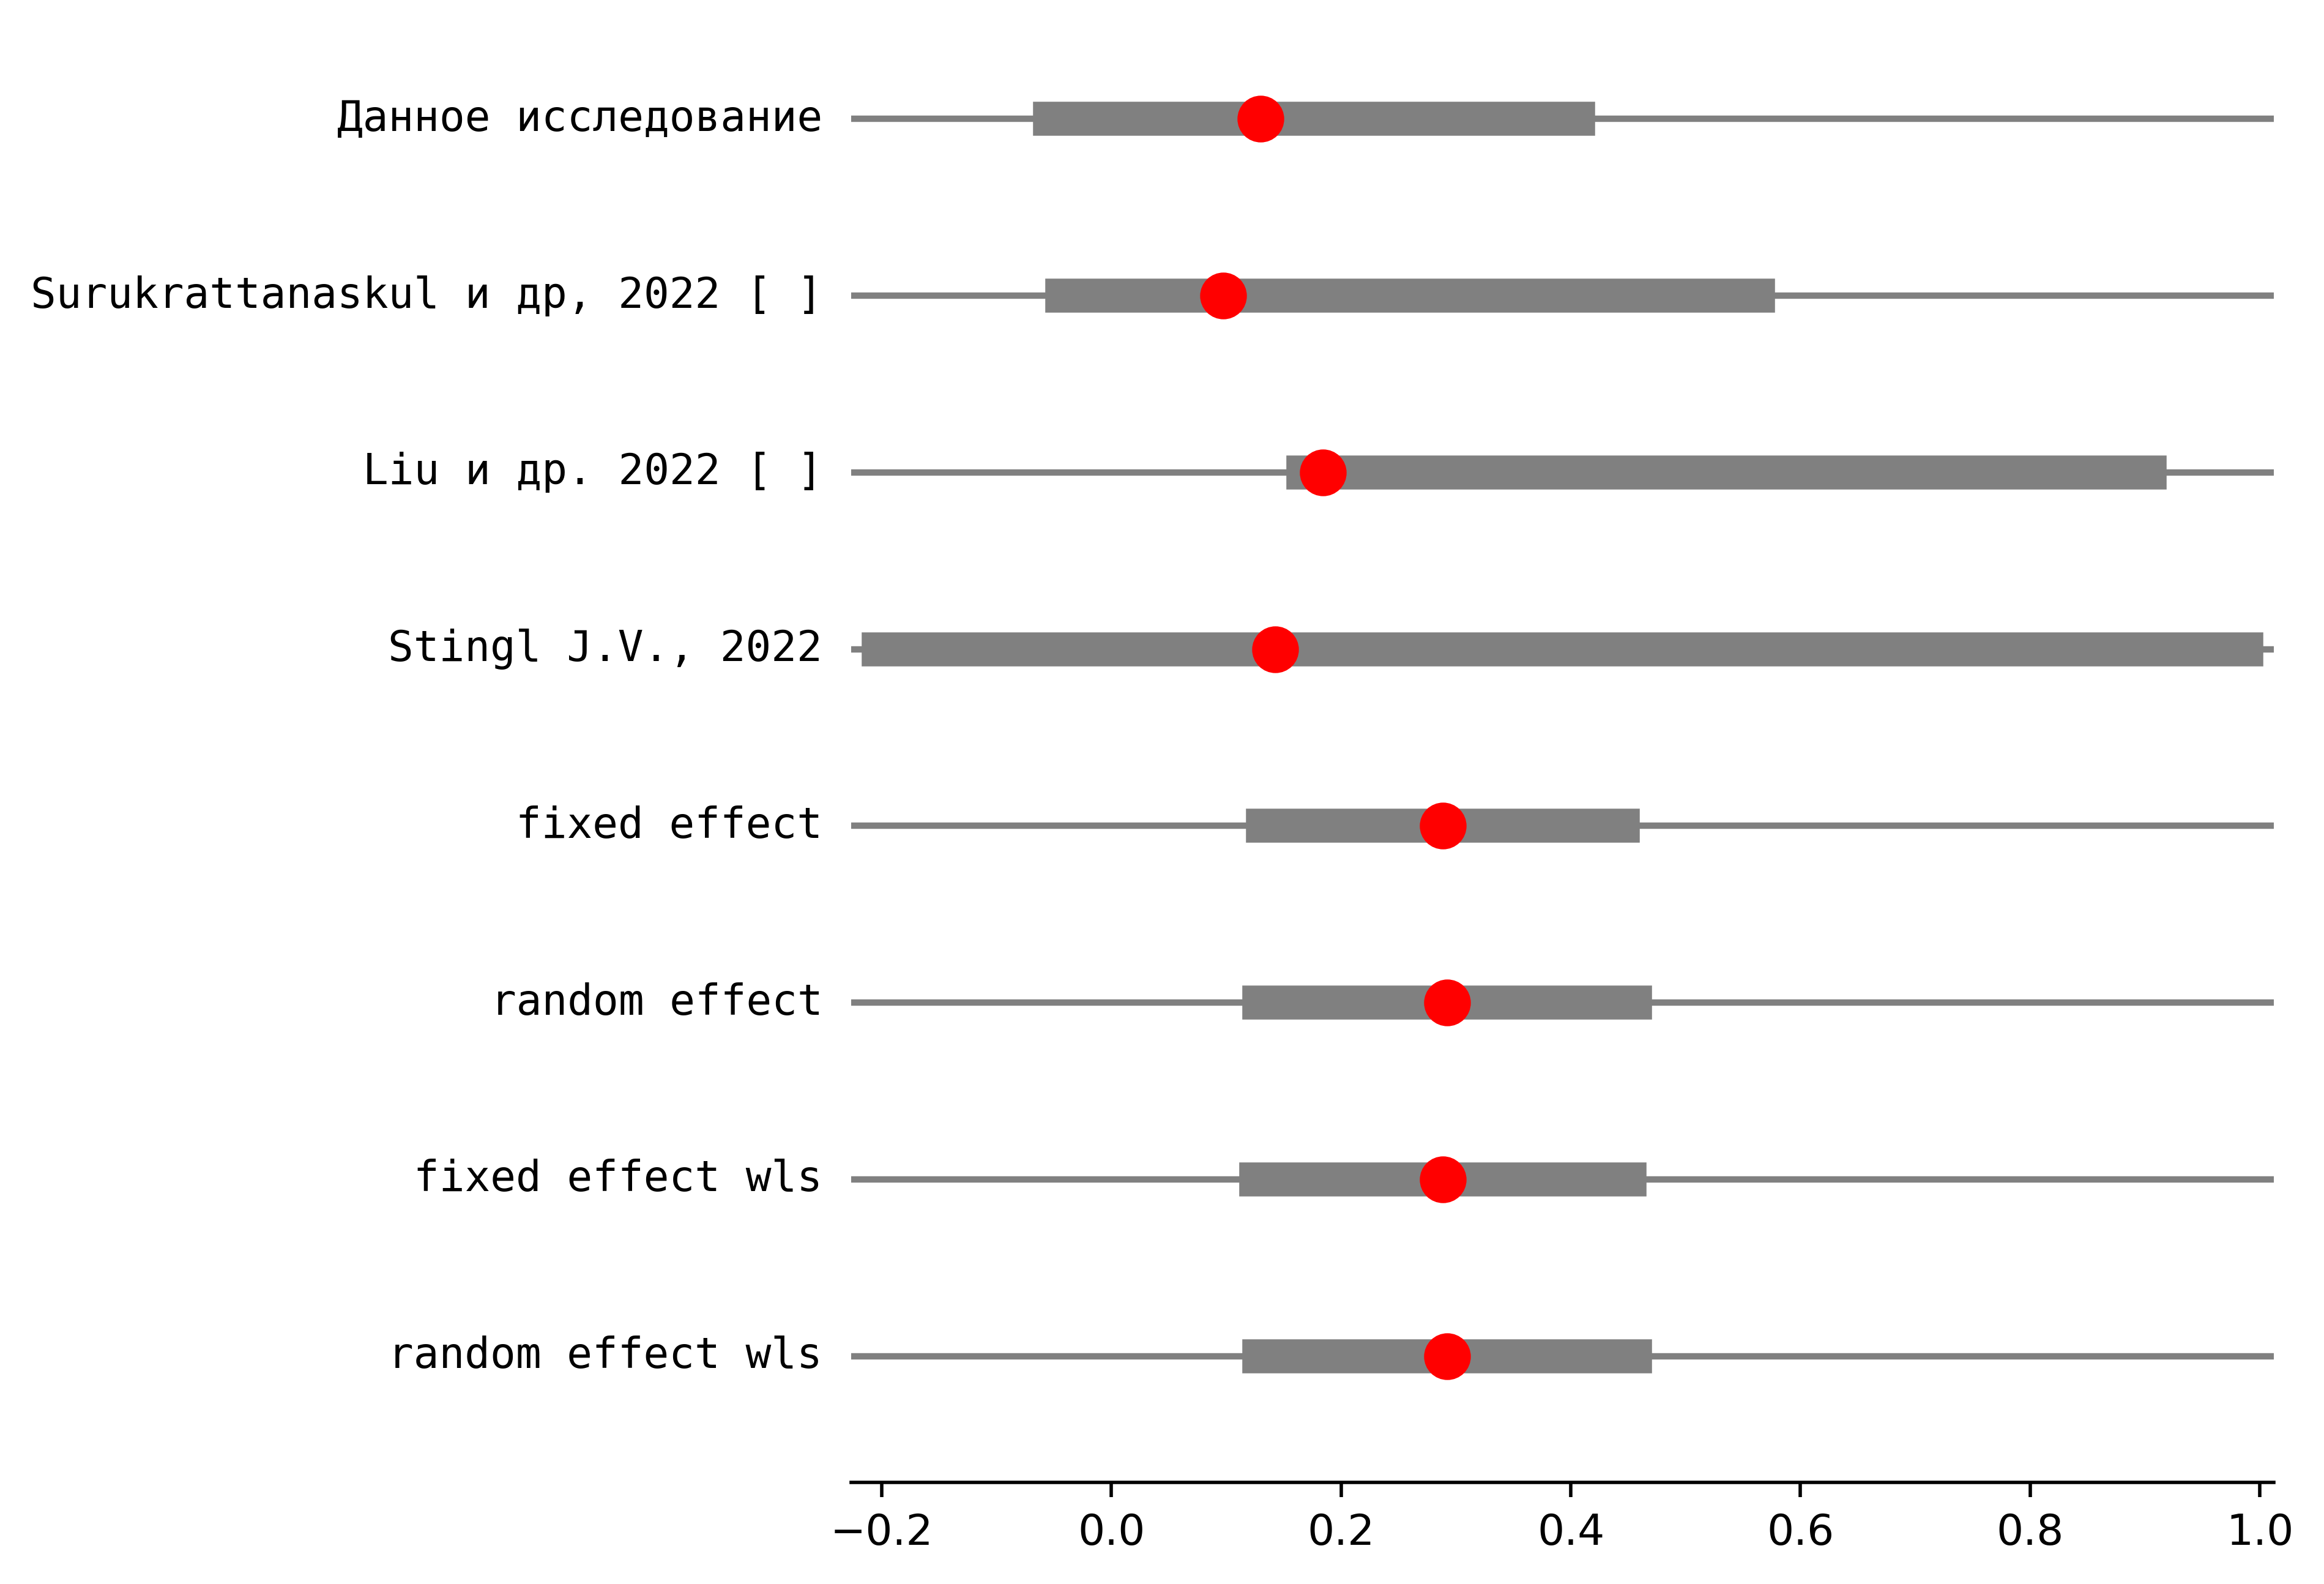 Данное исследование
Surukrattanaskul и др, 2022 [ ]
Liu и др. 2022 [ ]
Stingl J.V., 2022
fixed effect
random effect
fixed effect wls
random effect wls
−0.2 0.0 0.2 0.4 0.6 0.8 1.0